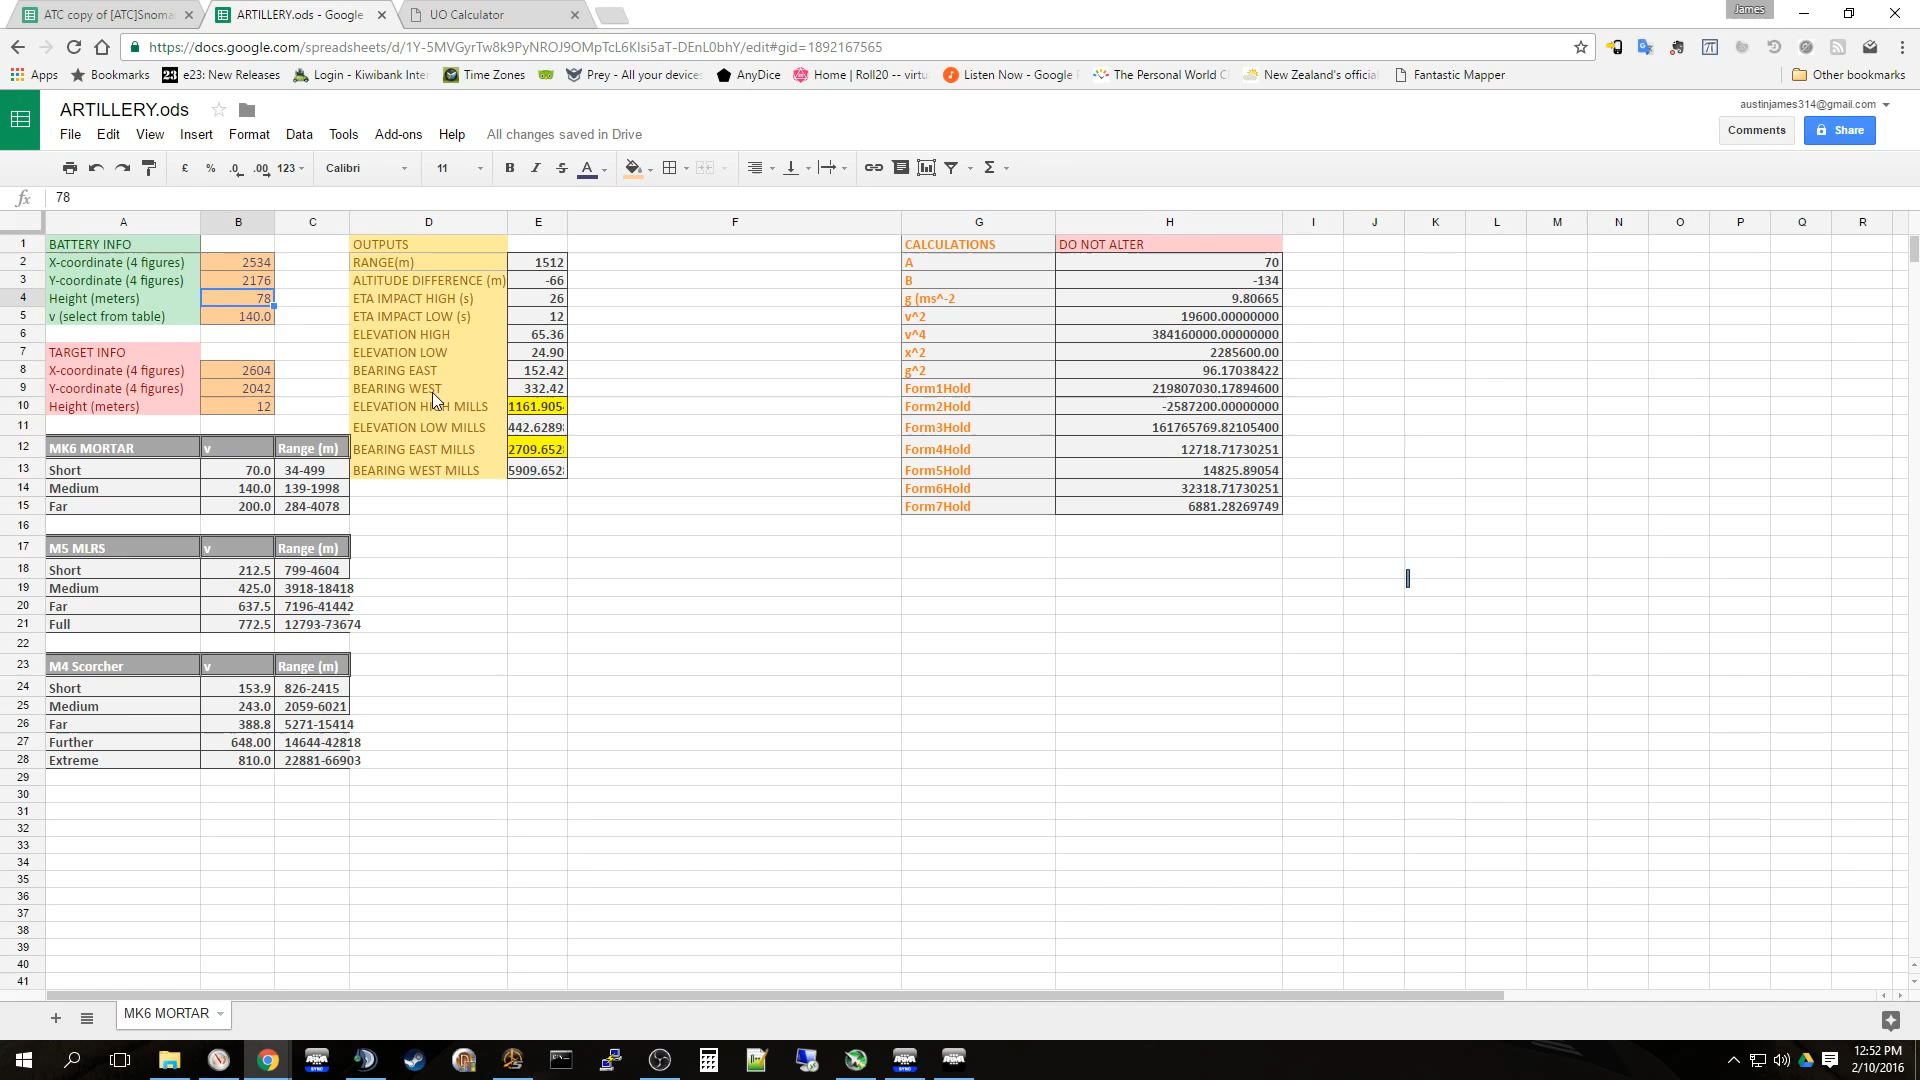 ATC copy of [ATC]Snoma
ARTILLERY.ods - Google
UO Calculator
James
https://docs.google.com/spreadsheets/d/1Y-5MVGyrTw8k9PyNROJ9OMpTcL6KIsi5aT-DEnL0bhY/edit#gid=1892167565
Apps Bookmarks e23: New Releases Login - Kiwibank Inter Time Zones Prey - All your devices AnyDice Home | Roll20 -- virtu Listen Now - Google The Personal World C New Zealand's official Fantastic Mapper Other bookmarks
ARTILLERY.ods
austinjames314@gmail.com
File Edit View Insert Format Data Tools Add-ons Help All changes saved in Drive
Comments Share
£ % .0 .00 123 Calibri 11 B I S A Σ
fx 78
A B C D E F G H I J K L M N O P Q R
1 BATTERY INFO OUTPUTS CALCULATIONS DO NOT ALTER
2 X-coordinate (4 figures) 2534 RANGE(m) 1512 A 70
3 Y-coordinate (4 figures) 2176 ALTITUDE DIFFERENCE (m) -66 B -134
4 Height (meters) 78 ETA IMPACT HIGH (s) 26 g (ms^-2 9.80665
5 v (select from table) 140.0 ETA IMPACT LOW (s) 12 v^2 19600.00000000
6 ELEVATION HIGH 65.36 v^4 384160000.00000000
7 TARGET INFO ELEVATION LOW 24.90 x^2 2285600.00
8 X-coordinate (4 figures) 2604 BEARING EAST 152.42 g^2 96.17038422
9 Y-coordinate (4 figures) 2042 BEARING WEST 332.42 Form1Hold 219807030.17894600
10 Height (meters) 12 ELEVATION HIGH MILLS 1161.905 Form2Hold -2587200.00000000
11 ELEVATION LOW MILLS 442.6289 Form3Hold 161765769.82105400
12 MK6 MORTAR v Range (m) BEARING EAST MILLS 2709.652 Form4Hold 12718.71730251
13 Short 70.0 34-499 BEARING WEST MILLS 5909.652 Form5Hold 14825.89054
14 Medium 140.0 139-1998 Form6Hold 32318.71730251
15 Far 200.0 284-4078 Form7Hold 6881.28269749
16
17 M5 MLRS v Range (m)
18 Short 212.5 799-4604
19 Medium 425.0 3918-18418
20 Far 637.5 7196-41442
21 Full 772.5 12793-73674
22
23 M4 Scorcher v Range (m)
24 Short 153.9 826-2415
25 Medium 243.0 2059-6021
26 Far 388.8 5271-15414
27 Further 648.00 14644-42818
28 Extreme 810.0 22881-66903
29
30
31
32
33
34
35
36
37
38
39
40
41
MK6 MORTAR
12:52 PM
2/10/2016